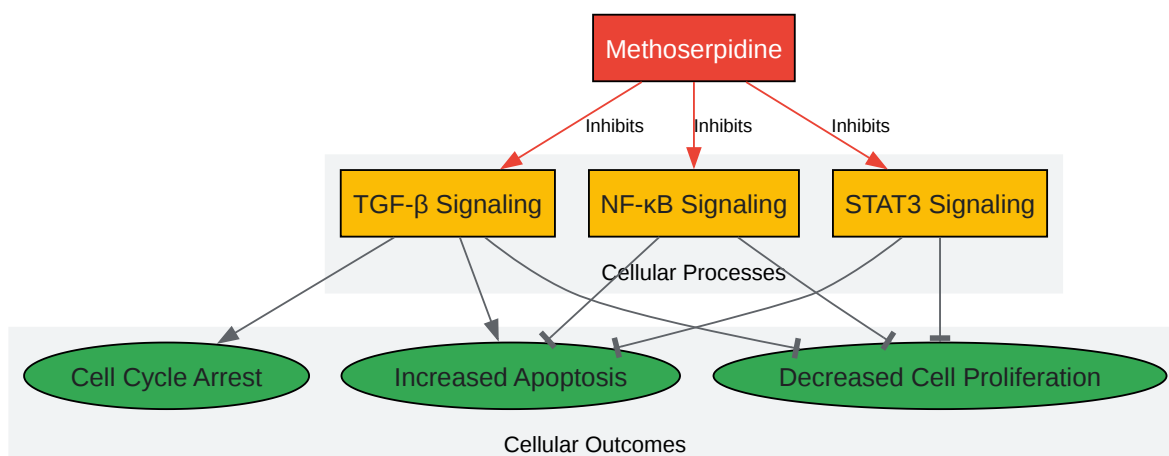 Methoserpidine
Inhibits
Inhibits
Inhibits
TGF-β Signaling
NF-κB Signaling
STAT3 Signaling
Cellular Processes
Cell Cycle Arrest
Increased Apoptosis
Decreased Cell Proliferation
Cellular Outcomes